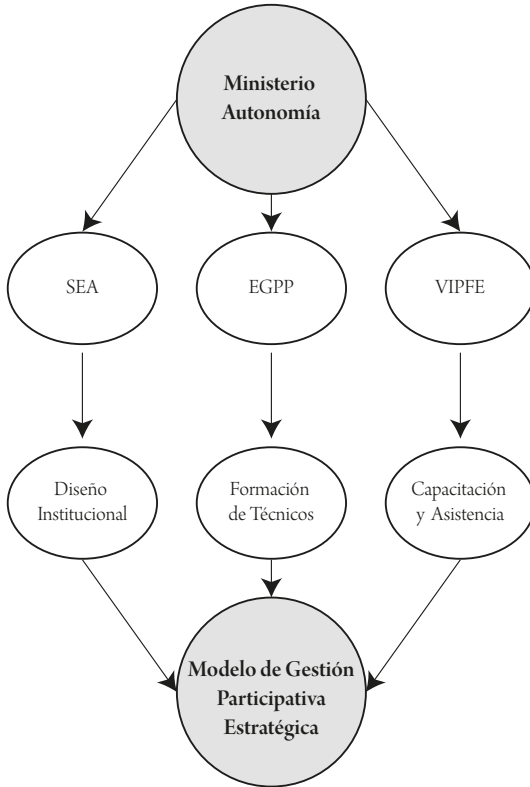 Ministerio
Autonomía
SEA
EGPP
VIPFE
Diseño
Institucional
Formación
de Técnicos
Capacitación
y Asistencia
Modelo de Gestión
Participativa
Estratégica